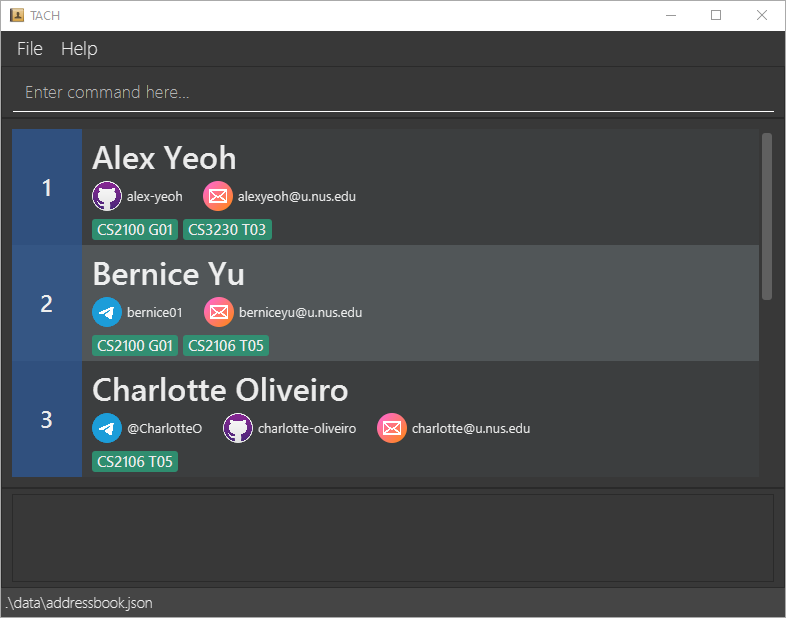 TACH
File Help
Enter command here...
1
Alex Yeoh
alex-yeoh alexyeoh@u.nus.edu
CS2100 G01 CS3230 T03
2
Bernice Yu
bernice01 berniceyu@u.nus.edu
CS2100 G01 CS2106 T05
3
Charlotte Oliveiro
@CharlotteO charlotte-oliveiro charlotte@u.nus.edu
CS2106 T05
.\data\addressbook.json